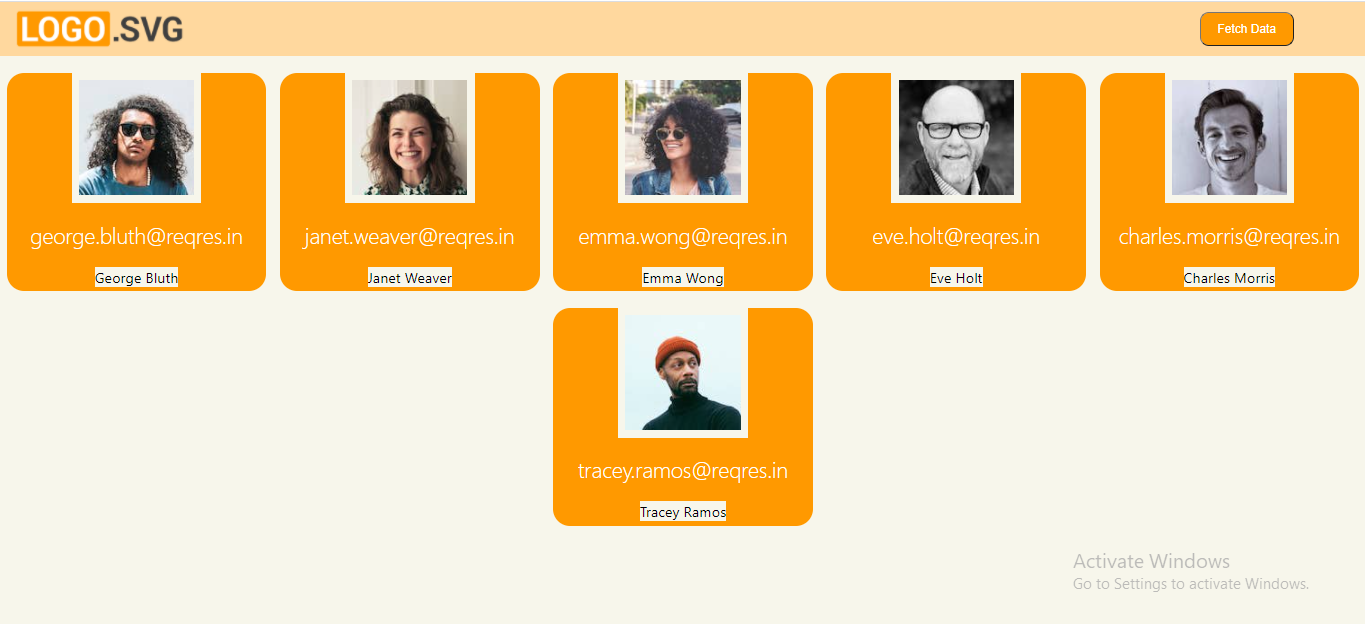 LOGO.SVG
Fetch Data
george.bluth@reqres.in
George Bluth
janet.weaver@reqres.in
Janet Weaver
emma.wong@reqres.in
Emma Wong
eve.holt@reqres.in
Eve Holt
charles.morris@reqres.in
Charles Morris
tracey.ramos@reqres.in
Tracey Ramos
Activate Windows
Go to Settings to activate Windows.